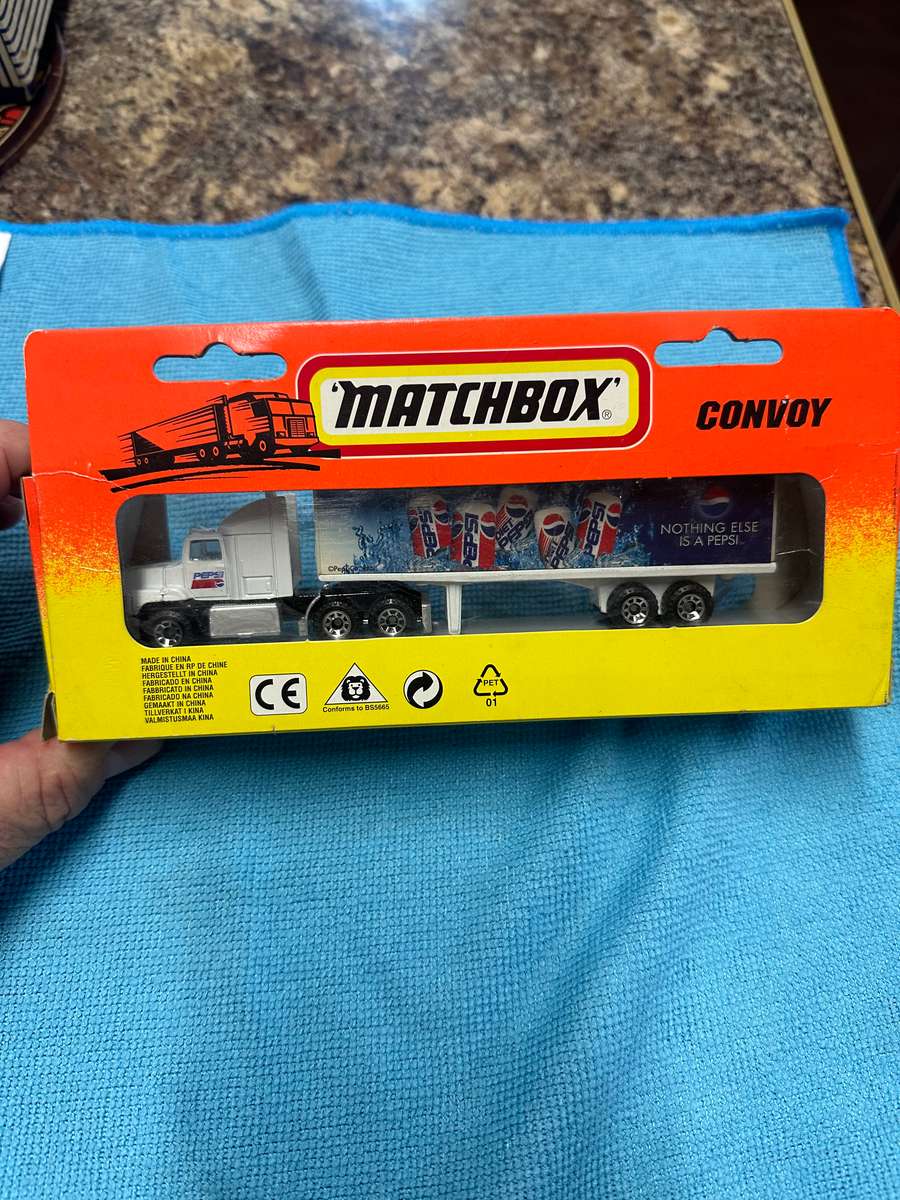 'MATCHBOX'®
CONVOY
NOTHING ELSE
IS A PEPSI
PEPSI
PEPSI
PEPSI
PEPSI
PEPSI
PEPSI
MADE IN CHINA
FABRIQUE EN RP DE CHINE
HERGESTELLT IN CHINA
FABRICADO EN CHINA
FABBRICATO IN CHINA
FABRICADO NA CHINA
GEMAAKT IN CHINA
TILLVERKAT I KINA
VALMISTUSMAA KINA
CE
Conforms to BS5665
PET
01